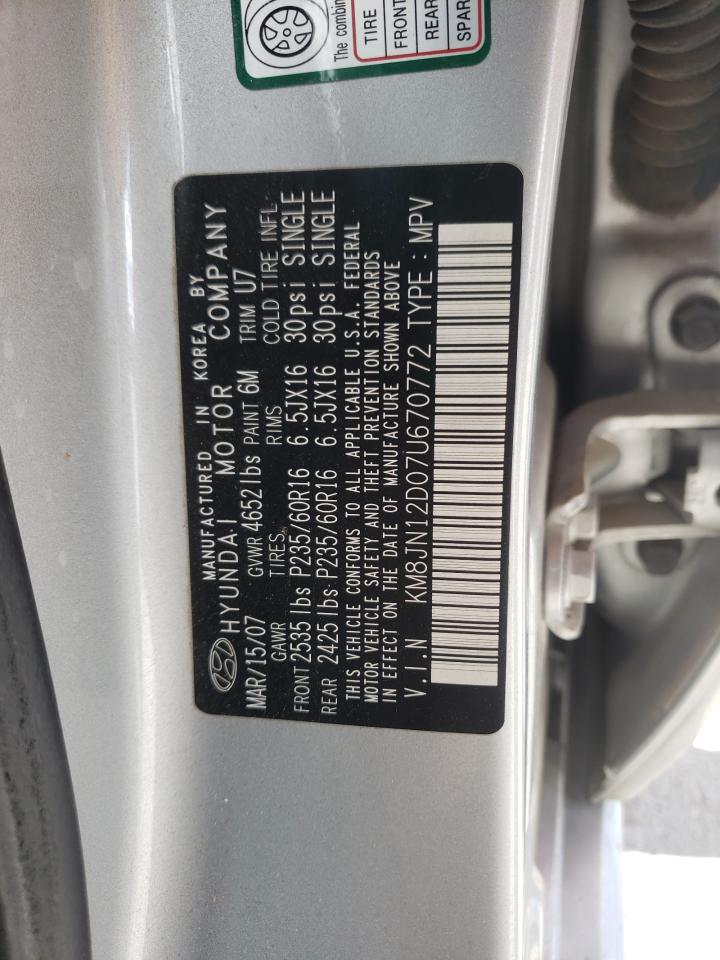 The combin
TIRE
FRONT
REAR
SPAR
MANUFACTURED IN KOREA BY
HYUNDAI MOTOR COMPANY
MAR/15/07 GVWR 4652lbs PAINT 6M TRIM U7
GAWR TIRES RIMS COLD TIRE INFL.
FRONT 2535 lbs P235/60R16 6.5JX16 30psi SINGLE
REAR 2425 lbs P235/60R16 6.5JX16 30psi SINGLE
THIS VEHICLE CONFORMS TO ALL APPLICABLE U.S.A. FEDERAL
MOTOR VEHICLE SAFETY AND THEFT PREVENTION STANDARDS
IN EFFECT ON THE DATE OF MANUFACTURE SHOWN ABOVE
V.I.N KM8JN12D07U670772 TYPE : MPV